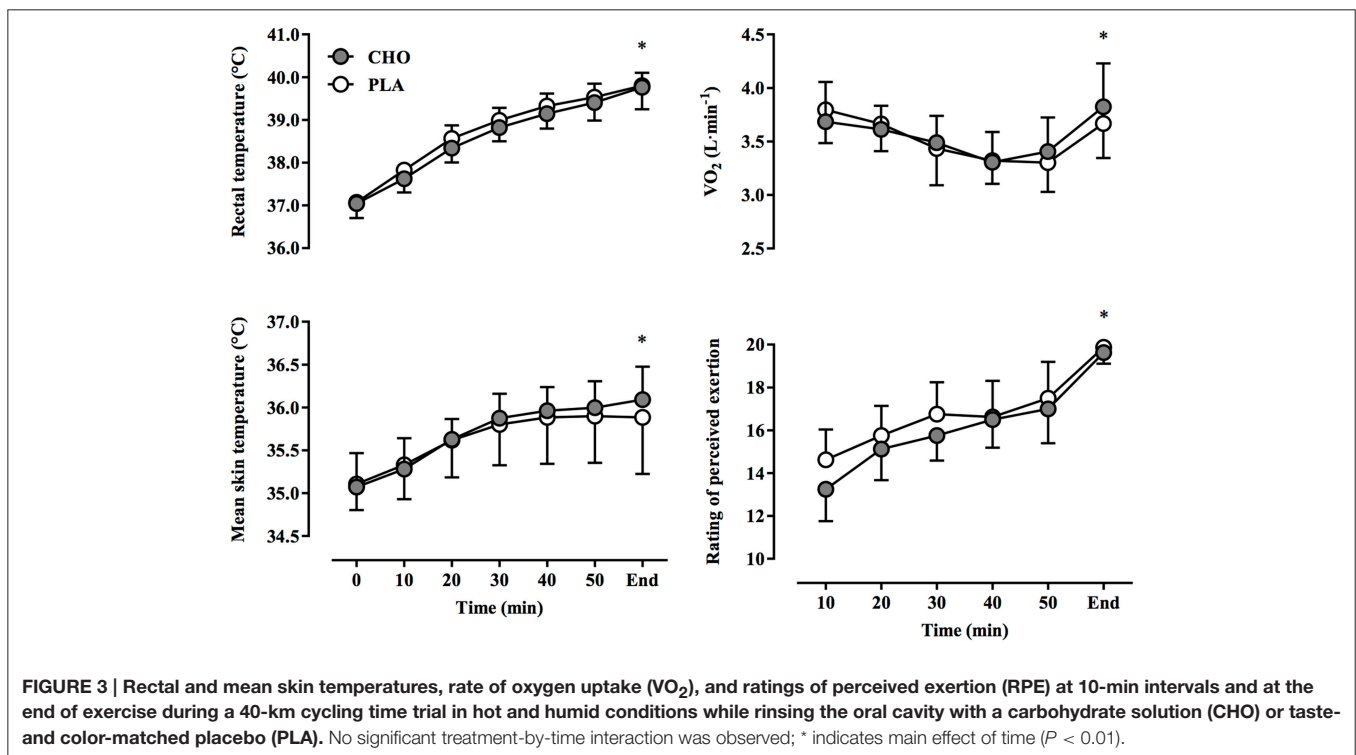 41.0
40.0
39.0
38.0
37.0
36.0
Rectal temperature (°C)
CHO
PLA
*
4.5
4.0
3.5
3.0
2.5
VO₂ (L·min⁻¹)
*
37.0
36.5
36.0
35.5
35.0
34.5
Mean skin temperature (°C)
*
0 10 20 30 40 50 End
Time (min)
20
18
16
14
12
10
Rating of perceived exertion
*
10 20 30 40 50 End
Time (min)
FIGURE 3 | Rectal and mean skin temperatures, rate of oxygen uptake (VO₂), and ratings of perceived exertion (RPE) at 10-min intervals and at the
end of exercise during a 40-km cycling time trial in hot and humid conditions while rinsing the oral cavity with a carbohydrate solution (CHO) or taste-
and color-matched placebo (PLA). No significant treatment-by-time interaction was observed; * indicates main effect of time (P < 0.01).